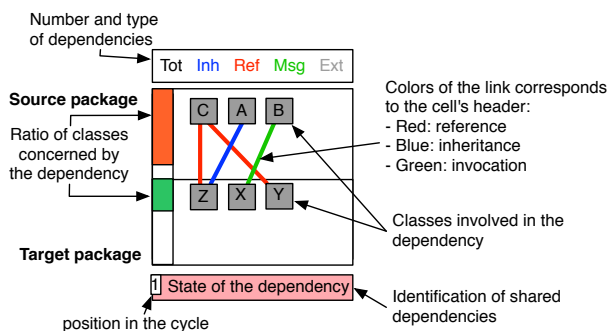 Number and type
of dependencies
Tot Inh Ref Msg Ext
Source package
Ratio of classes
concerned by
the dependency
Target package
C A B
Z X Y
Colors of the link corresponds
to the cell's header:
- Red: reference
- Blue: inheritance
- Green: invocation
Classes involved in the
dependency
1 State of the dependency
Identification of shared
dependencies
position in the cycle